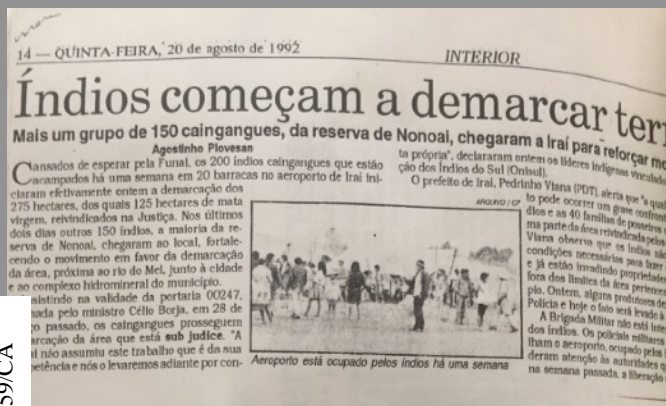 14 — QUINTA-FEIRA, 20 de agosto de 1992
INTERIOR
Índios começam a demarcar terr
Mais um grupo de 150 caingangues, da reserva de Nonoai, chegaram a Iraí para reforçar mo
Agostinho Piovesan
Cansados de esperar pela Funai, os 200 índios caingangues que estão
acampados há uma semana em 20 barracas no aeroporto de Iraí ini-
ciaram efetivamente ontem a demarcação dos
275 hectares, dos quais 125 hectares de mata
virgem, reivindicados na Justiça. Nos últimos
dois dias outros 150 índios, a maioria da re-
serva de Nonoai, chegaram ao local, fortale-
cendo o movimento em favor da demarcação
da área, próxima ao rio do Mel, junto à cidade
e ao complexo hidromineral do município.
sistindo na validade da portaria 00247,
nada pelo ministro Célio Borja, em 28 de
o passado, os caingangues prosseguem
arcação da área que está sub judice. "A
não assumiu este trabalho que é da sua
petência e nós o levaremos adiante por con-
ta própria", declararam ontem os líderes indígenas vinculado
ção dos Índios do Sul (Onisul).
O prefeito de Iraí, Pedrinho Viana (PDT), alerta que "a qual
to pode ocorrer um grave confron
dios e as 40 famílias de posseiros
ma parte da área reivindicada pelo
Viana observa que os índios não
condições necessárias para fazer
e já estão invadindo propriedad
fora dos limites da área pertencen
pio. Ontem, alguns produtores d
Polícia e hoje o fato será levado à
A Brigada Militar não está inte
dos índios. Os policiais militares
lham o aeroporto, ocupado pelos
deram atenção às autoridades q
na semana passada, a liberação
ARQUIVO / CP
Aeroporto está ocupado pelos índios há uma semana
59/CA